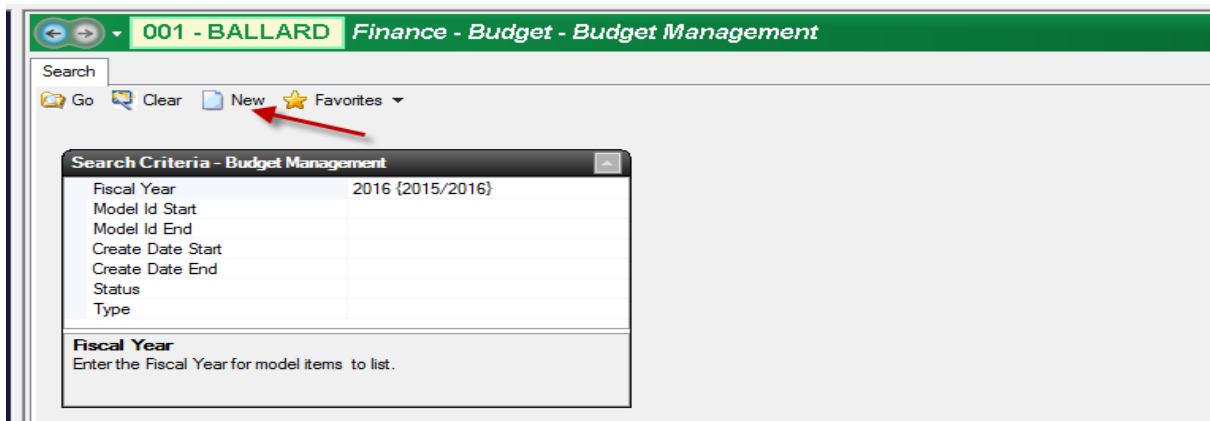 001 - BALLARD Finance - Budget - Budget Management
Search
Go Clear New Favorites
Search Criteria - Budget Management
Fiscal Year 2016 {2015/2016}
Model Id Start
Model Id End
Create Date Start
Create Date End
Status
Type
Fiscal Year
Enter the Fiscal Year for model items to list.